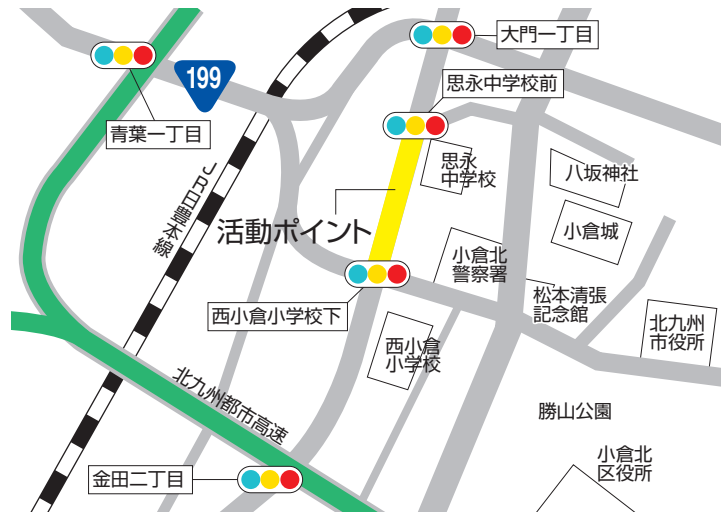 大門一丁目
199
思永中学校前
青葉一丁目
思永
中学校
八坂神社
JR日豊本線
活動ポイント
小倉城
小倉北
警察署
西小倉小学校下
松本清張
記念館
北九州
市役所
西小倉
小学校
北九州都市高速
勝山公園
小倉北
区役所
金田二丁目